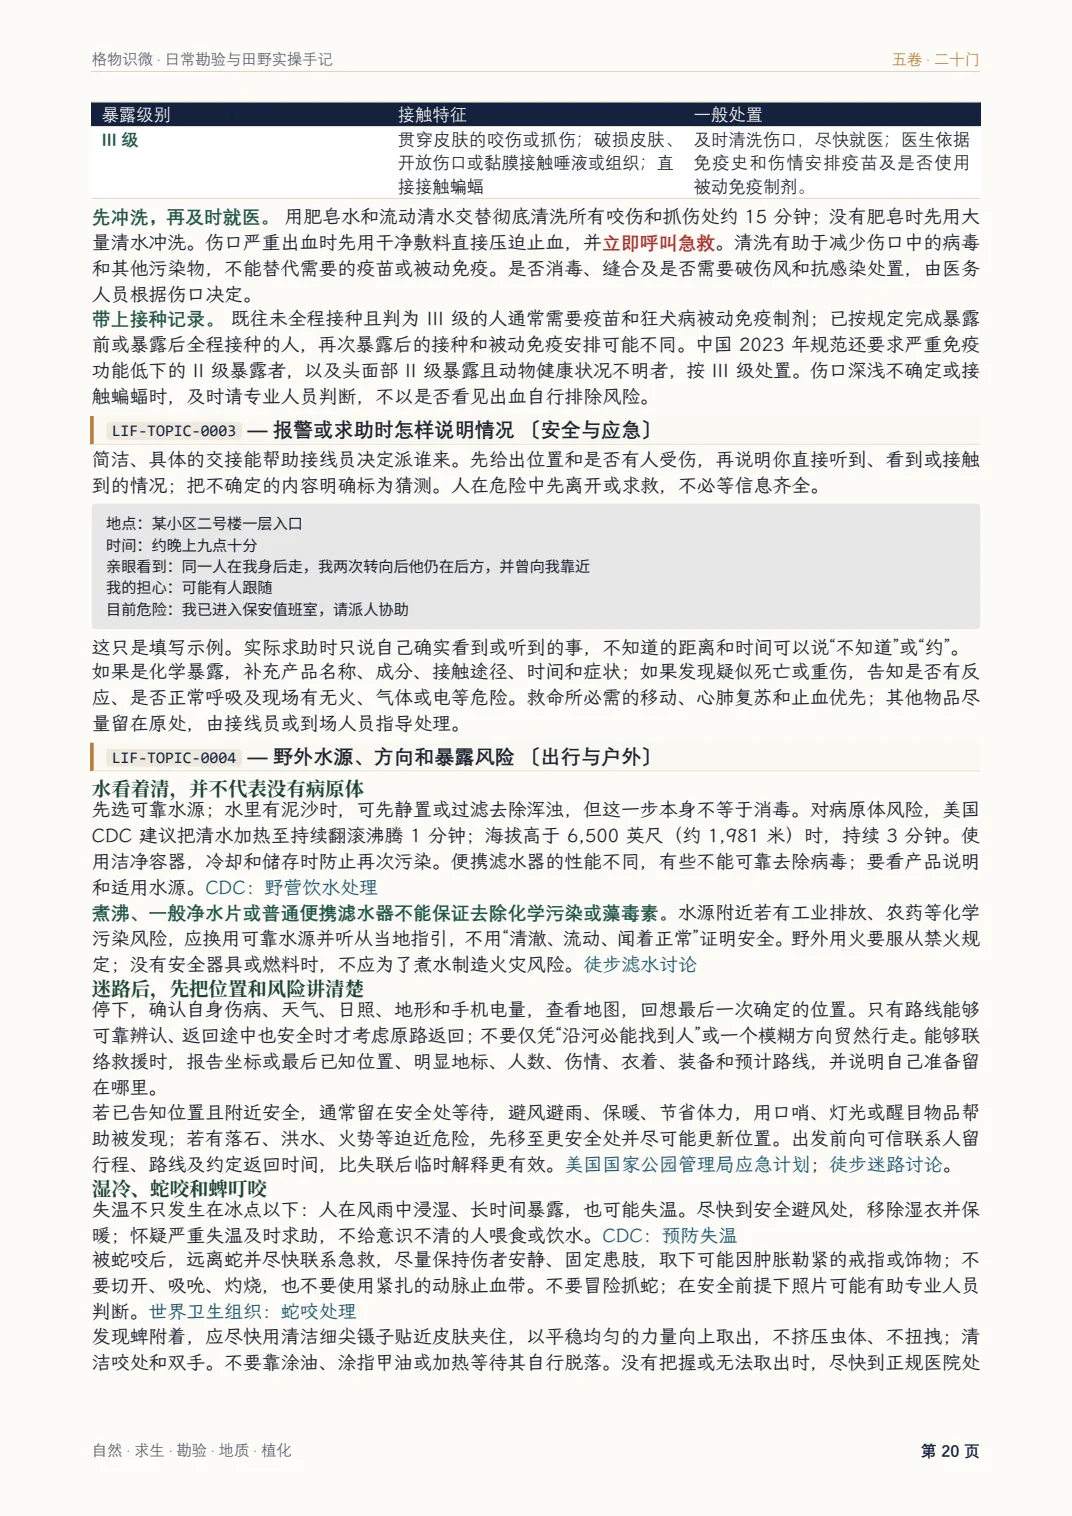 格物识微 · 日常勘验与田野实操手记
五卷 · 二十门
暴露级别 接触特征 一般处置
III 级 贯穿皮肤的咬伤或抓伤；破损皮肤、 及时清洗伤口，尽快就医；医生依据
开放伤口或黏膜接触唾液或组织；直 免疫史和伤情安排疫苗及是否使用
接接触蝙蝠 被动免疫制剂。
先冲洗，再及时就医。 用肥皂水和流动清水交替彻底清洗所有咬伤和抓伤处约 15 分钟；没有肥皂时先用大
量清水冲洗。伤口严重出血时先用干净敷料直接压迫止血，并立即呼叫急救。清洗有助于减少伤口中的病毒
和其他污染物，不能替代需要的疫苗或被动免疫。是否消毒、缝合及是否需要破伤风和抗感染处置，由医务
人员根据伤口决定。
带上接种记录。 既往未全程接种且判为 III 级的人通常需要疫苗和狂犬病被动免疫制剂；已按规定完成暴露
前或暴露后全程接种的人，再次暴露后的接种和被动免疫安排可能不同。中国 2023 年规范还要求严重免疫
功能低下的 II 级暴露者，以及头面部 II 级暴露且动物健康状况不明者，按 III 级处置。伤口深浅不确定或接
触蝙蝠时，及时请专业人员判断，不以是否看见出血自行排除风险。
LIF-TOPIC-0003 — 报警或求助时怎样说明情况 〔安全与应急〕
简洁、具体的交接能帮助接线员决定派谁来。先给出位置和是否有人受伤，再说明你直接听到、看到或接触
到的情况；把不确定的内容明确标为猜测。人在危险中先离开或求救，不必等信息齐全。
地点：某小区二号楼一层入口
时间：约晚上九点十分
亲眼看到：同一人在我身后走，我两次转向后他仍在后方，并曾向我靠近
我的担心：可能有人跟随
目前危险：我已进入保安值班室，请派人协助
这只是填写示例。实际求助时只说自己确实看到或听到的事，不知道的距离和时间可以说“不知道”或“约”。
如果是化学暴露，补充产品名称、成分、接触途径、时间和症状；如果发现疑似死亡或重伤，告知是否有反
应、是否正常呼吸及现场有无火、气体或电等危险。救命所必需的移动、心肺复苏和止血优先；其他物品尽
量留在原处，由接线员或到场人员指导处理。
LIF-TOPIC-0004 — 野外水源、方向和暴露风险 〔出行与户外〕
水看着清，并不代表没有病原体
先选可靠水源；水里有泥沙时，可先静置或过滤去除浑浊，但这一步本身不等于消毒。对病原体风险，美国
CDC 建议把清水加热至持续翻滚沸腾 1 分钟；海拔高于 6,500 英尺（约 1,981 米）时，持续 3 分钟。使
用洁净容器，冷却和储存时防止再次污染。便携滤水器的性能不同，有些不能可靠去除病毒；要看产品说明
和适用水源。CDC：野营饮水处理
煮沸、一般净水片或普通便携滤水器不能保证去除化学污染或藻毒素。水源附近若有工业排放、农药等化学
污染风险，应换用可靠水源并听从当地指引，不用“清澈、流动、闻着正常”证明安全。野外用火要服从禁火规
定；没有安全器具或燃料时，不应为了煮水制造火灾风险。徒步滤水讨论
迷路后，先把位置和风险讲清楚
停下，确认自身伤病、天气、日照、地形和手机电量，查看地图，回想最后一次确定的位置。只有路线能够
可靠辨认、返回途中也安全时才考虑原路返回；不要仅凭“沿河必能找到人”或一个模糊方向贸然行走。能够联
络救援时，报告坐标或最后已知位置、明显地标、人数、伤情、衣着、装备和预计路线，并说明自己准备留
在哪里。
若已告知位置且附近安全，通常留在安全处等待，避风避雨、保暖、节省体力，用口哨、灯光或醒目物品帮
助被发现；若有落石、洪水、火势等迫近危险，先移至更安全处并尽可能更新位置。出发前向可信联系人留
行程、路线及约定返回时间，比失联后临时解释更有效。美国国家公园管理局应急计划；徒步迷路讨论。
湿冷、蛇咬和蜱叮咬
失温不只发生在冰点以下：人在风雨中浸湿、长时间暴露，也可能失温。尽快到安全避风处，移除湿衣并保
暖；怀疑严重失温及时求助，不给意识不清的人喂食或饮水。CDC：预防失温
被蛇咬后，远离蛇并尽快联系急救，尽量保持伤者安静、固定患肢，取下可能因肿胀勒紧的戒指或饰物；不
要切开、吸吮、灼烧，也不要使用紧扎的动脉止血带。不要冒险抓蛇；在安全前提下照片可能有助专业人员
判断。世界卫生组织：蛇咬处理
发现蜱附着，应尽快用清洁细尖镊子贴近皮肤夹住，以平稳均匀的力量向上取出，不挤压虫体、不扭拽；清
洁咬处和双手。不要靠涂油、涂指甲油或加热等待其自行脱落。没有把握或无法取出时，尽快到正规医院处
自然 · 求生 · 勘验 · 地质 · 植化
第 20 页